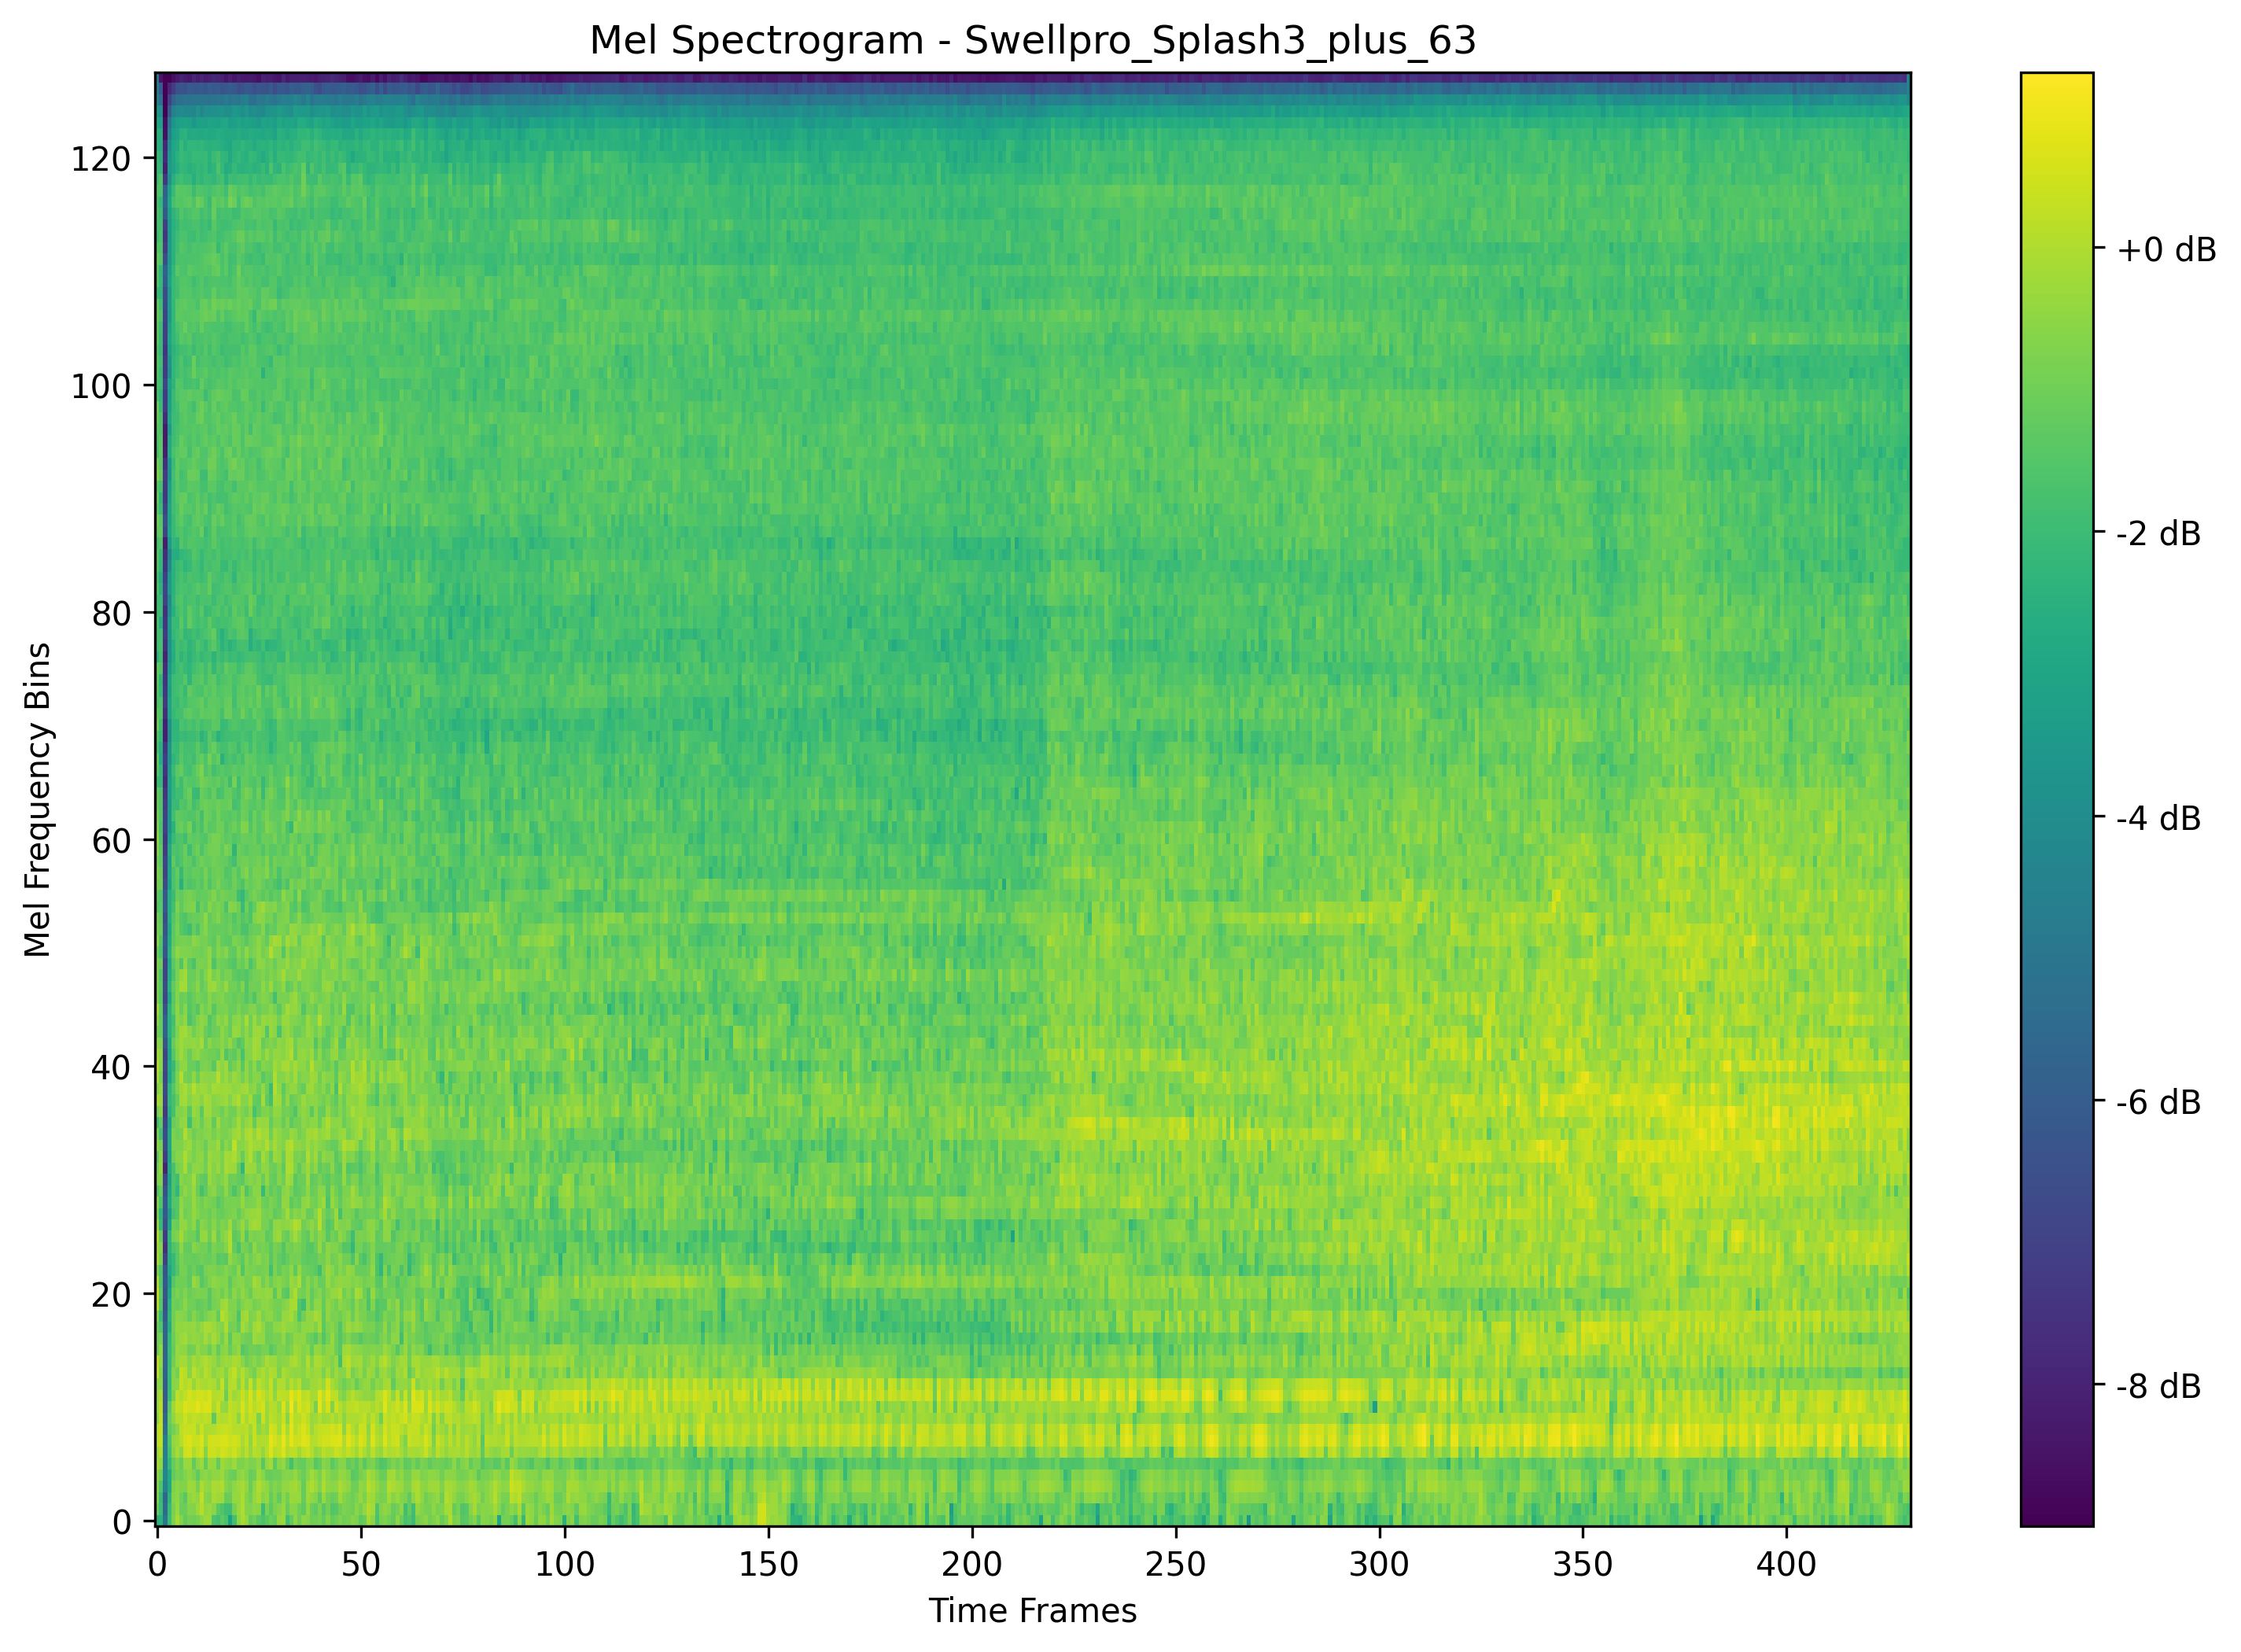 Mel Spectrogram - Swellpro_Splash3_plus_63
Mel Frequency Bins
120
100
80
60
40
20
0
0 50 100 150 200 250 300 350 400
Time Frames
+0 dB
-2 dB
-4 dB
-6 dB
-8 dB